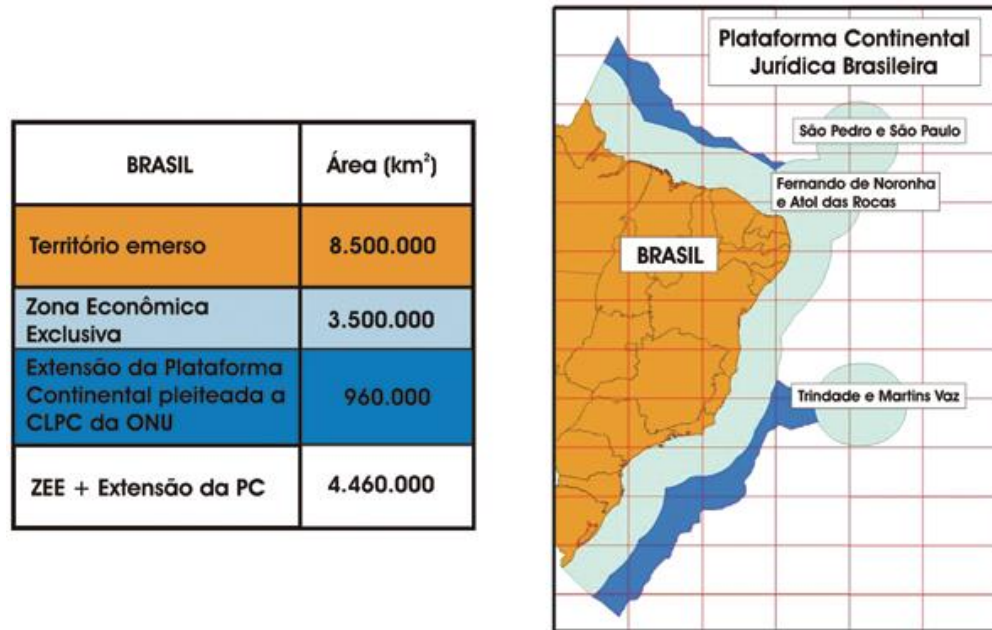 BRASIL
Área (km²)
Território emerso
8.500.000
Zona Econômica
Exclusiva
3.500.000
Extensão da Plataforma
Continental pleiteada a
CLPC da ONU
960.000
ZEE + Extensão da PC
4.460.000
Plataforma Continental
Jurídica Brasileira
São Pedro e São Paulo
Fernando de Noronha
e Atol das Rocas
BRASIL
Trindade e Martins Vaz